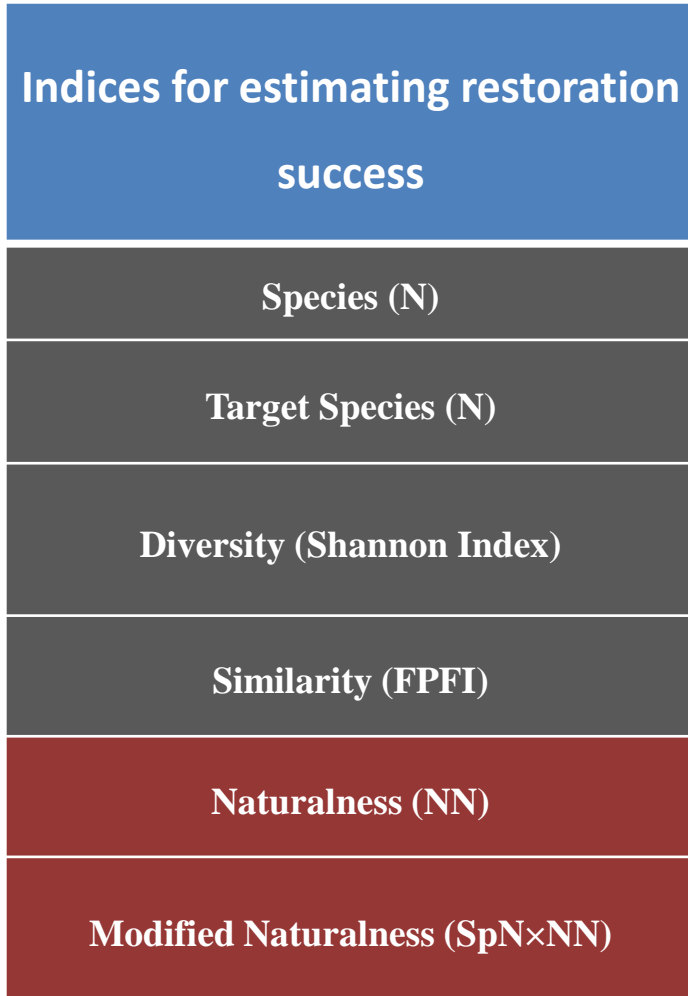 Indices for estimating restoration
success
Species (N)
Target Species (N)
Diversity (Shannon Index)
Similarity (FPFI)
Naturalness (NN)
Modified Naturalness (SpN×NN)